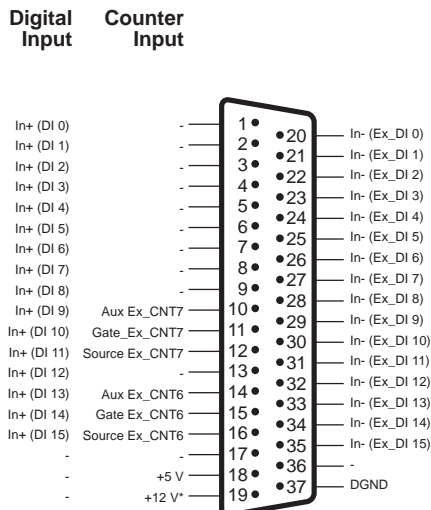 Digital Input Counter Input
In+ (DI 0) - 1
In+ (DI 1) - 2
In+ (DI 2) - 3
In+ (DI 3) - 4
In+ (DI 4) - 5
In+ (DI 5) - 6
In+ (DI 6) - 7
In+ (DI 7) - 8
In+ (DI 8) - 9
In+ (DI 9) Aux Ex_CNT7 10
In+ (DI 10) Gate_Ex_CNT7 11
In+ (DI 11) Source Ex_CNT7 12
In+ (DI 12) - 13
In+ (DI 13) Aux Ex_CNT6 14
In+ (DI 14) Gate Ex_CNT6 15
In+ (DI 15) Source Ex_CNT6 16
- - 17
- +5 V 18
- +12 V* 19
20 In- (Ex_DI 0)
21 In- (Ex_DI 1)
22 In- (Ex_DI 2)
23 In- (Ex_DI 3)
24 In- (Ex_DI 4)
25 In- (Ex_DI 5)
26 In- (Ex_DI 6)
27 In- (Ex_DI 7)
28 In- (Ex_DI 8)
29 In- (Ex_DI 9)
30 In- (Ex_DI 10)
31 In- (Ex_DI 11)
32 In- (Ex_DI 12)
33 In- (Ex_DI 13)
34 In- (Ex_DI 14)
35 In- (Ex_DI 15)
36 -
37 DGND